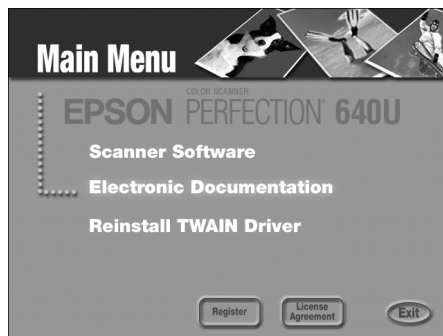 Main Menu
COLOR SCANNER
EPSON PERFECTION 640U
Scanner Software
Electronic Documentation
Reinstall TWAIN Driver
Register
License
Agreement
Exit